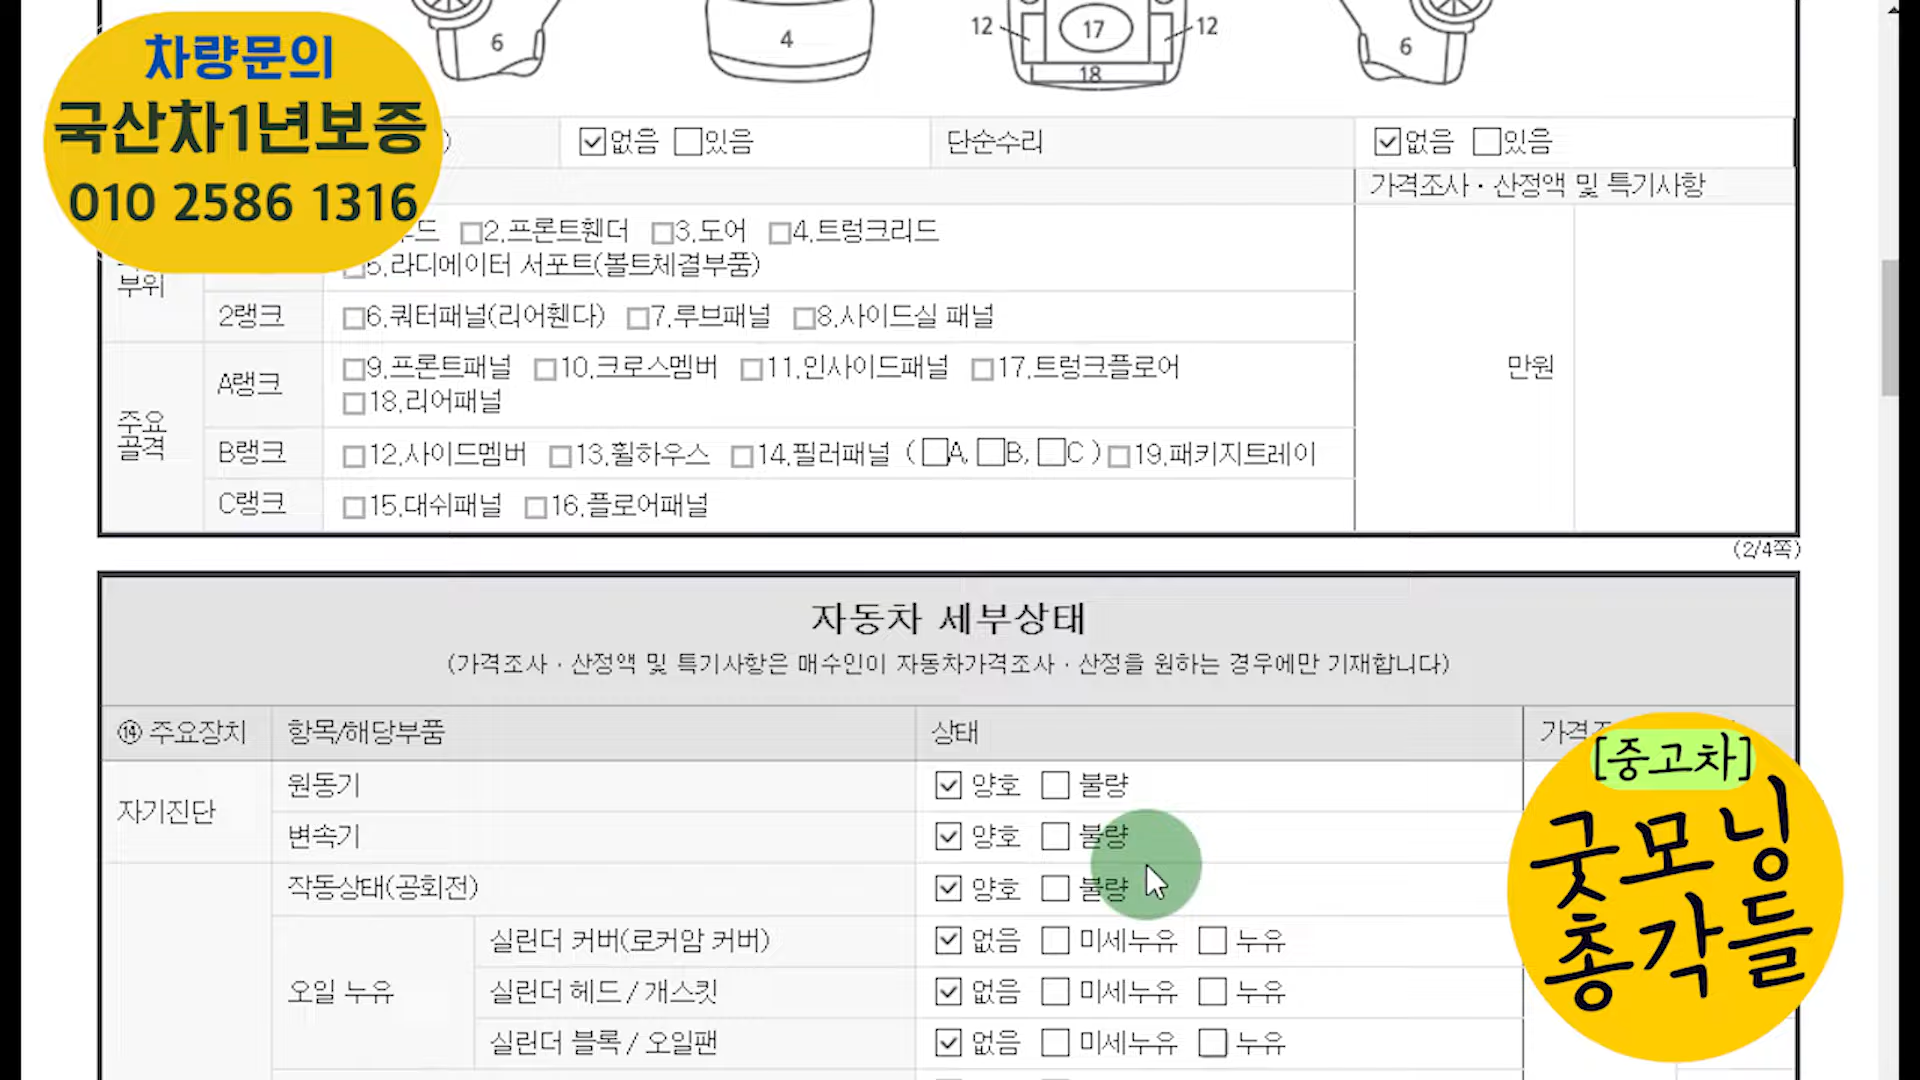 차량문의
국산차1년보증
010 2586 1316
6
4
12
17
12
18
6
) ☑없음 ☐있음 단순수리 ☑없음 ☐있음
가격조사 · 산정액 및 특기사항
☐2.프론트휀더 ☐3.도어 ☐4.트렁크리드
☐5.라디에이터 서포트(볼트체결부품)
부위
2랭크 ☐6.쿼터패널(리어휀다) ☐7.루브패널 ☐8.사이드실 패널
주요
골격
A랭크 ☐9.프론트패널 ☐10.크로스멤버 ☐11.인사이드패널 ☐17.트렁크플로어
☐18.리어패널
만원
B랭크 ☐12.사이드멤버 ☐13.휠하우스 ☐14.필러패널 ( ☐A, ☐B, ☐C ) ☐19.패키지트레이
C랭크 ☐15.대쉬패널 ☐16.플로어패널
(2/4쪽)
자동차 세부상태
(가격조사 · 산정액 및 특기사항은 매수인이 자동차가격조사 · 산정을 원하는 경우에만 기재합니다)
⑭ 주요장치 항목/해당부품 상태
자기진단
원동기 ☑ 양호 ☐ 불량
변속기 ☑ 양호 ☐ 불량
작동상태(공회전) ☑ 양호 ☐ 불량
오일 누유
실린더 커버(로커암 커버) ☑ 없음 ☐ 미세누유 ☐ 누유
실린더 헤드 / 개스킷 ☑ 없음 ☐ 미세누유 ☐ 누유
실린더 블록 / 오일팬 ☑ 없음 ☐ 미세누유 ☐ 누유
[중고차]
굿모닝
총각들